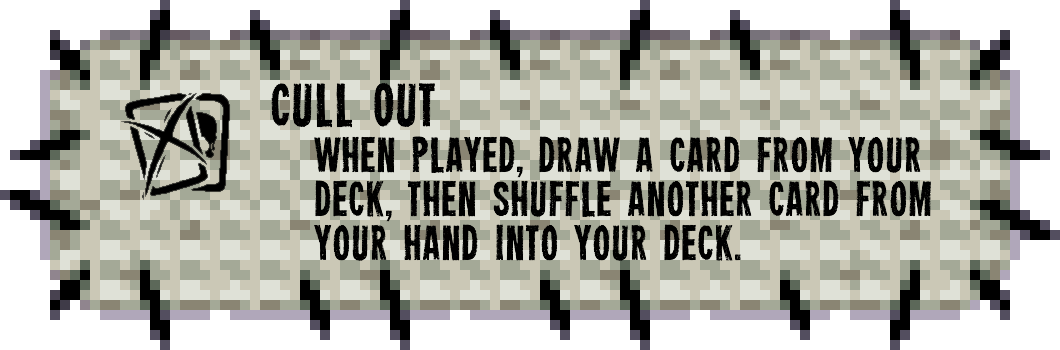 CULL OUT
WHEN PLAYED, DRAW A CARD FROM YOUR
DECK, THEN SHUFFLE ANOTHER CARD FROM
YOUR HAND INTO YOUR DECK.